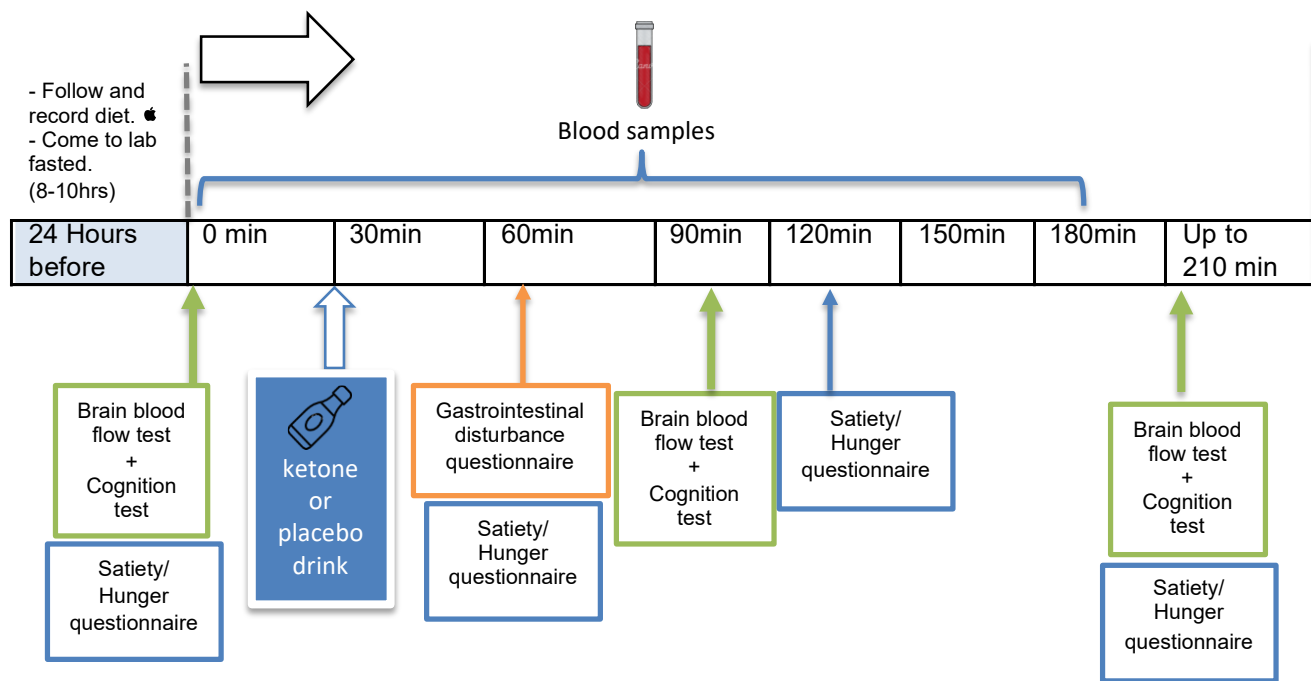 - Follow and
record diet.
- Come to lab
fasted.
(8-10hrs)
Blood samples
24 Hours
before
0 min
30min
60min
90min
120min
150min
180min
Up to
210 min
Brain blood
flow test
+
Cognition
test
Satiety/
Hunger
questionnaire
ketone
or
placebo
drink
Gastrointestinal
disturbance
questionnaire
Satiety/
Hunger
questionnaire
Brain blood
flow test
+
Cognition
test
Satiety/
Hunger
questionnaire
Brain blood
flow test
+
Cognition
test
Satiety/
Hunger
questionnaire